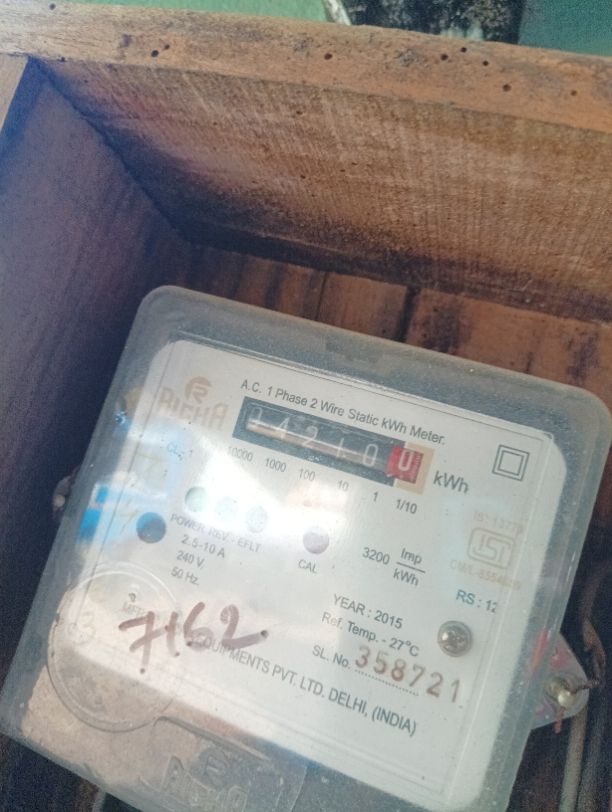 RICHA
A.C. 1 Phase 2 Wire Static kWh Meter.
042100 kWh
10000 1000 100 10 1 1/10
POWER REV. - EFLT
CAL
2.5-10 A
240 V.
50 Hz.
3200 Imp
kWh
YEAR : 2015
RS : 12
Ref. Temp. - 27°C
SL. No. 358721
7162
EQUIPMENTS PVT. LTD. DELHI, (INDIA)